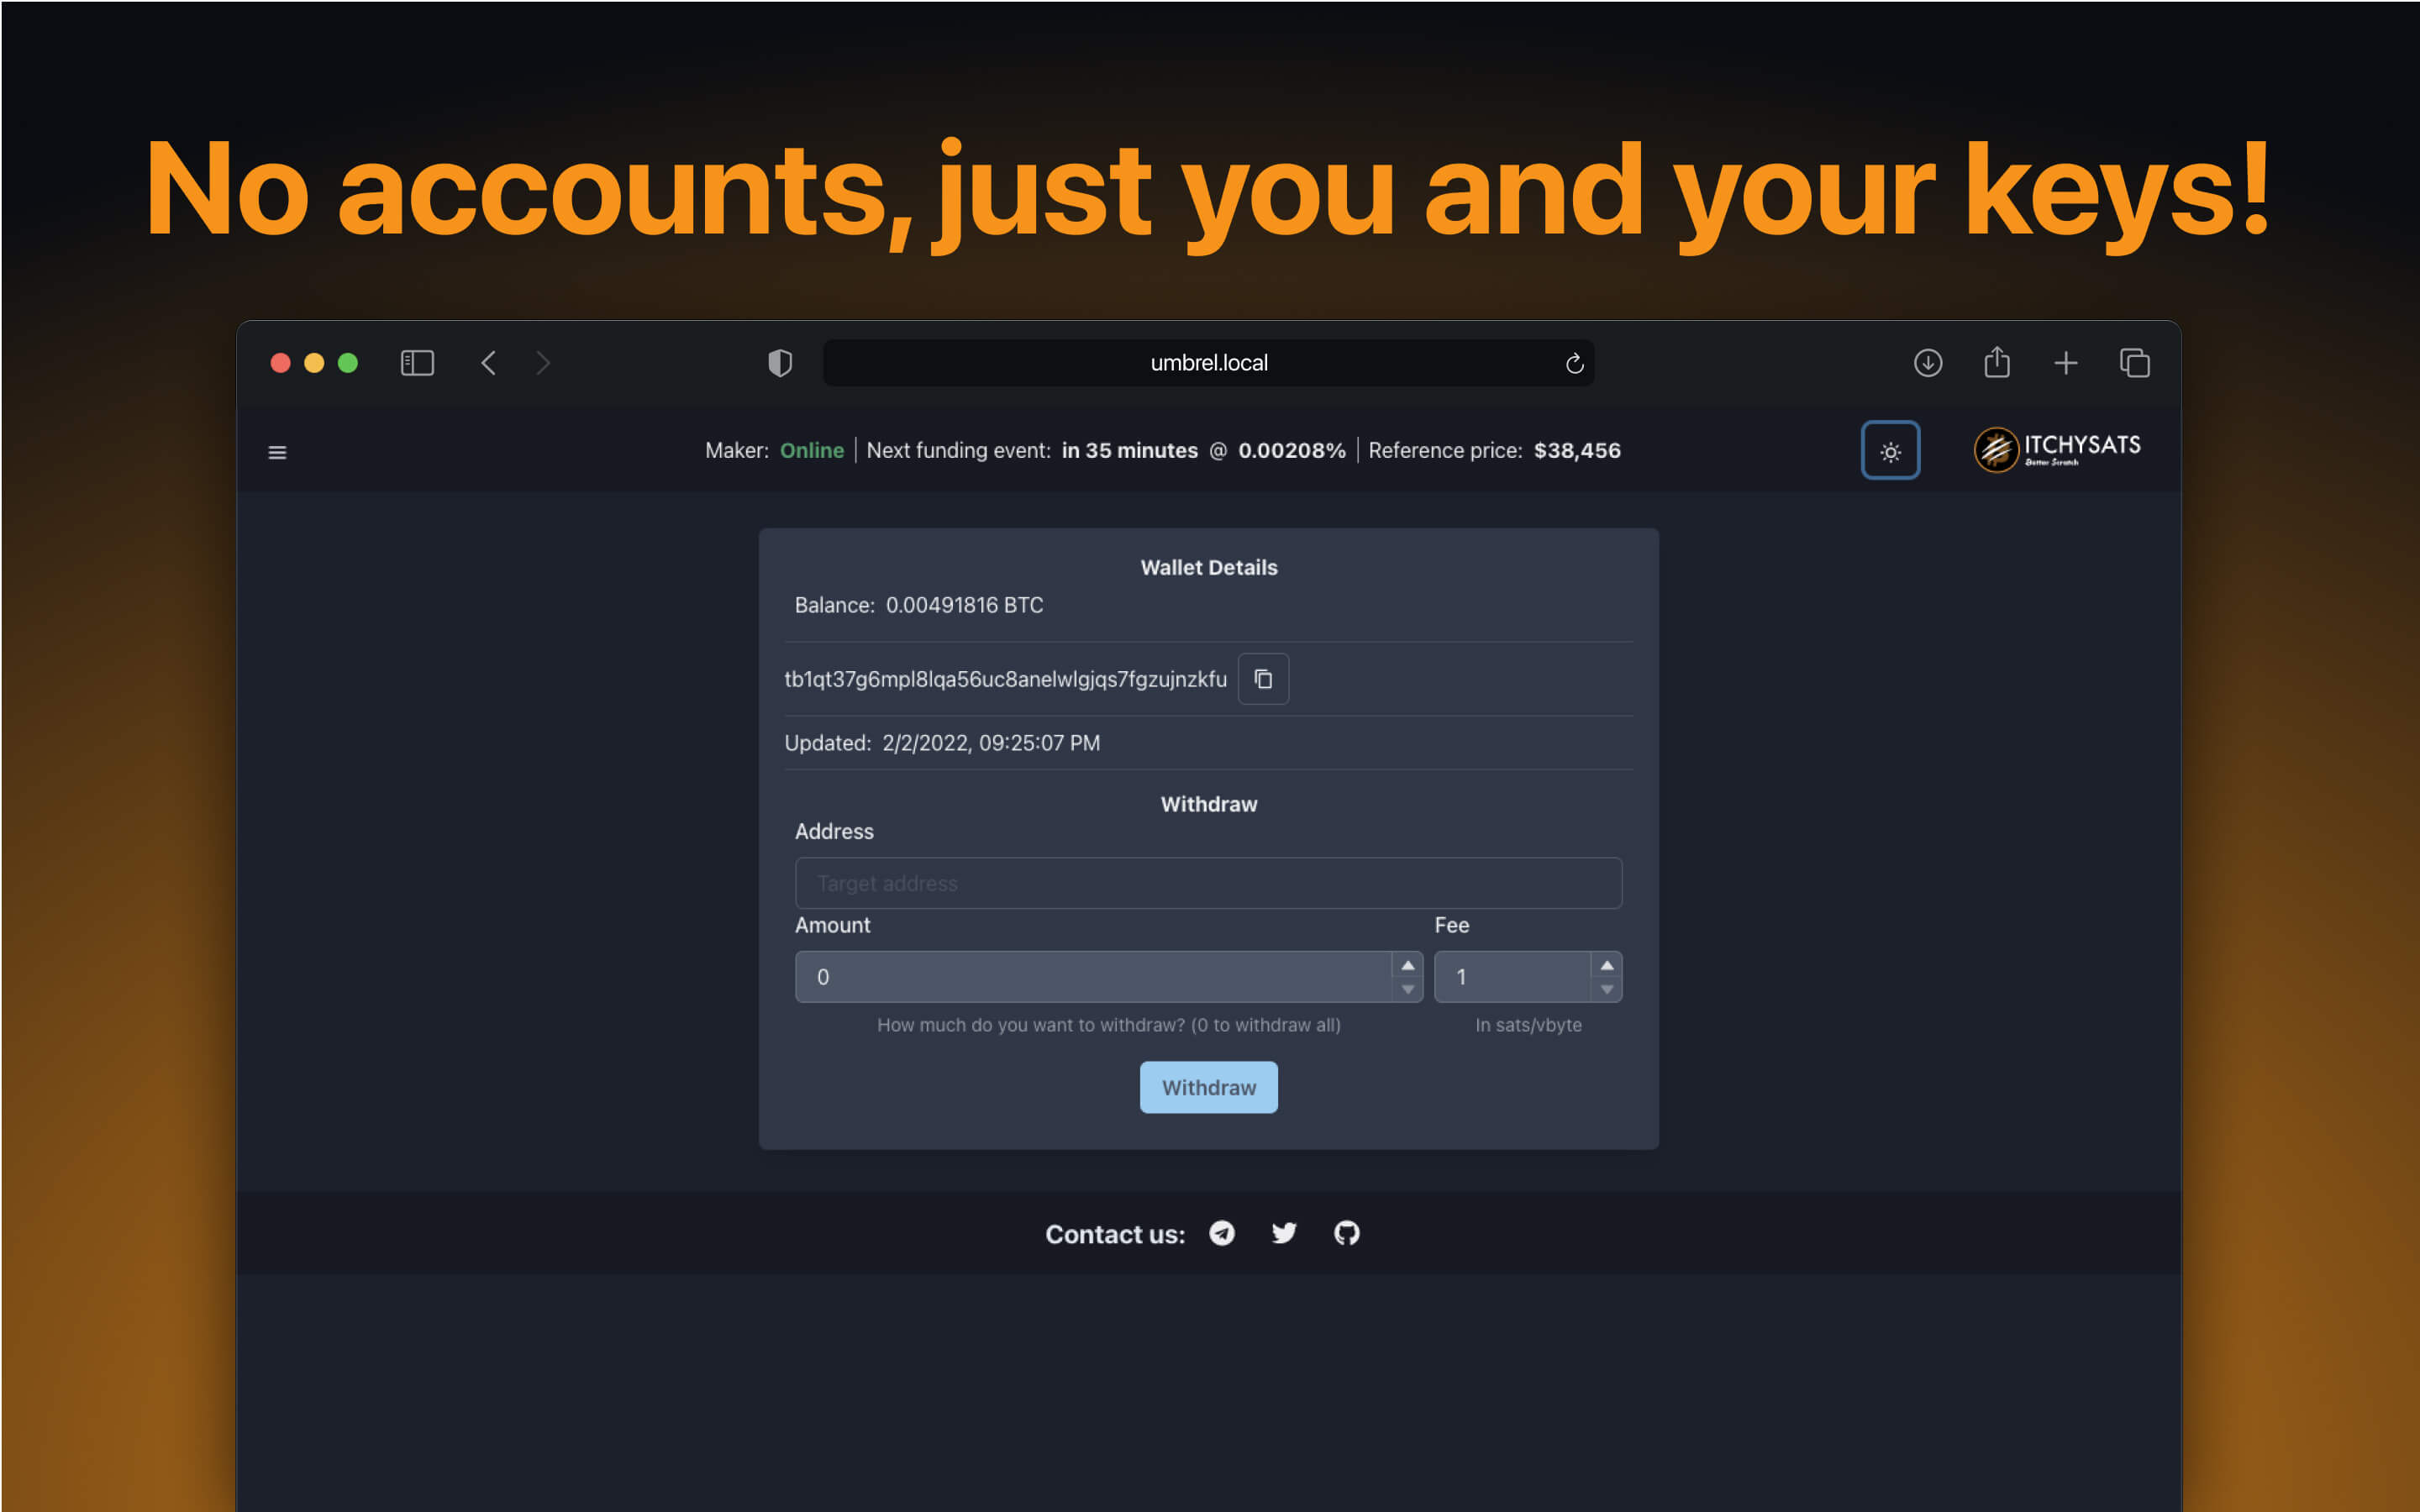 No accounts, just you and your keys!
umbrel.local
Maker: Online | Next funding event: in 35 minutes @ 0.00208% | Reference price: $38,456
ITCHYSATS
Better Scratch
Wallet Details
Balance: 0.00491816 BTC
tb1qt37g6mpl8lqa56uc8anelwlgjqs7fgzujnzkfu
Updated: 2/2/2022, 09:25:07 PM
Withdraw
Address
Target address
Amount Fee
0 1
How much do you want to withdraw? (0 to withdraw all) In sats/vbyte
Withdraw
Contact us: